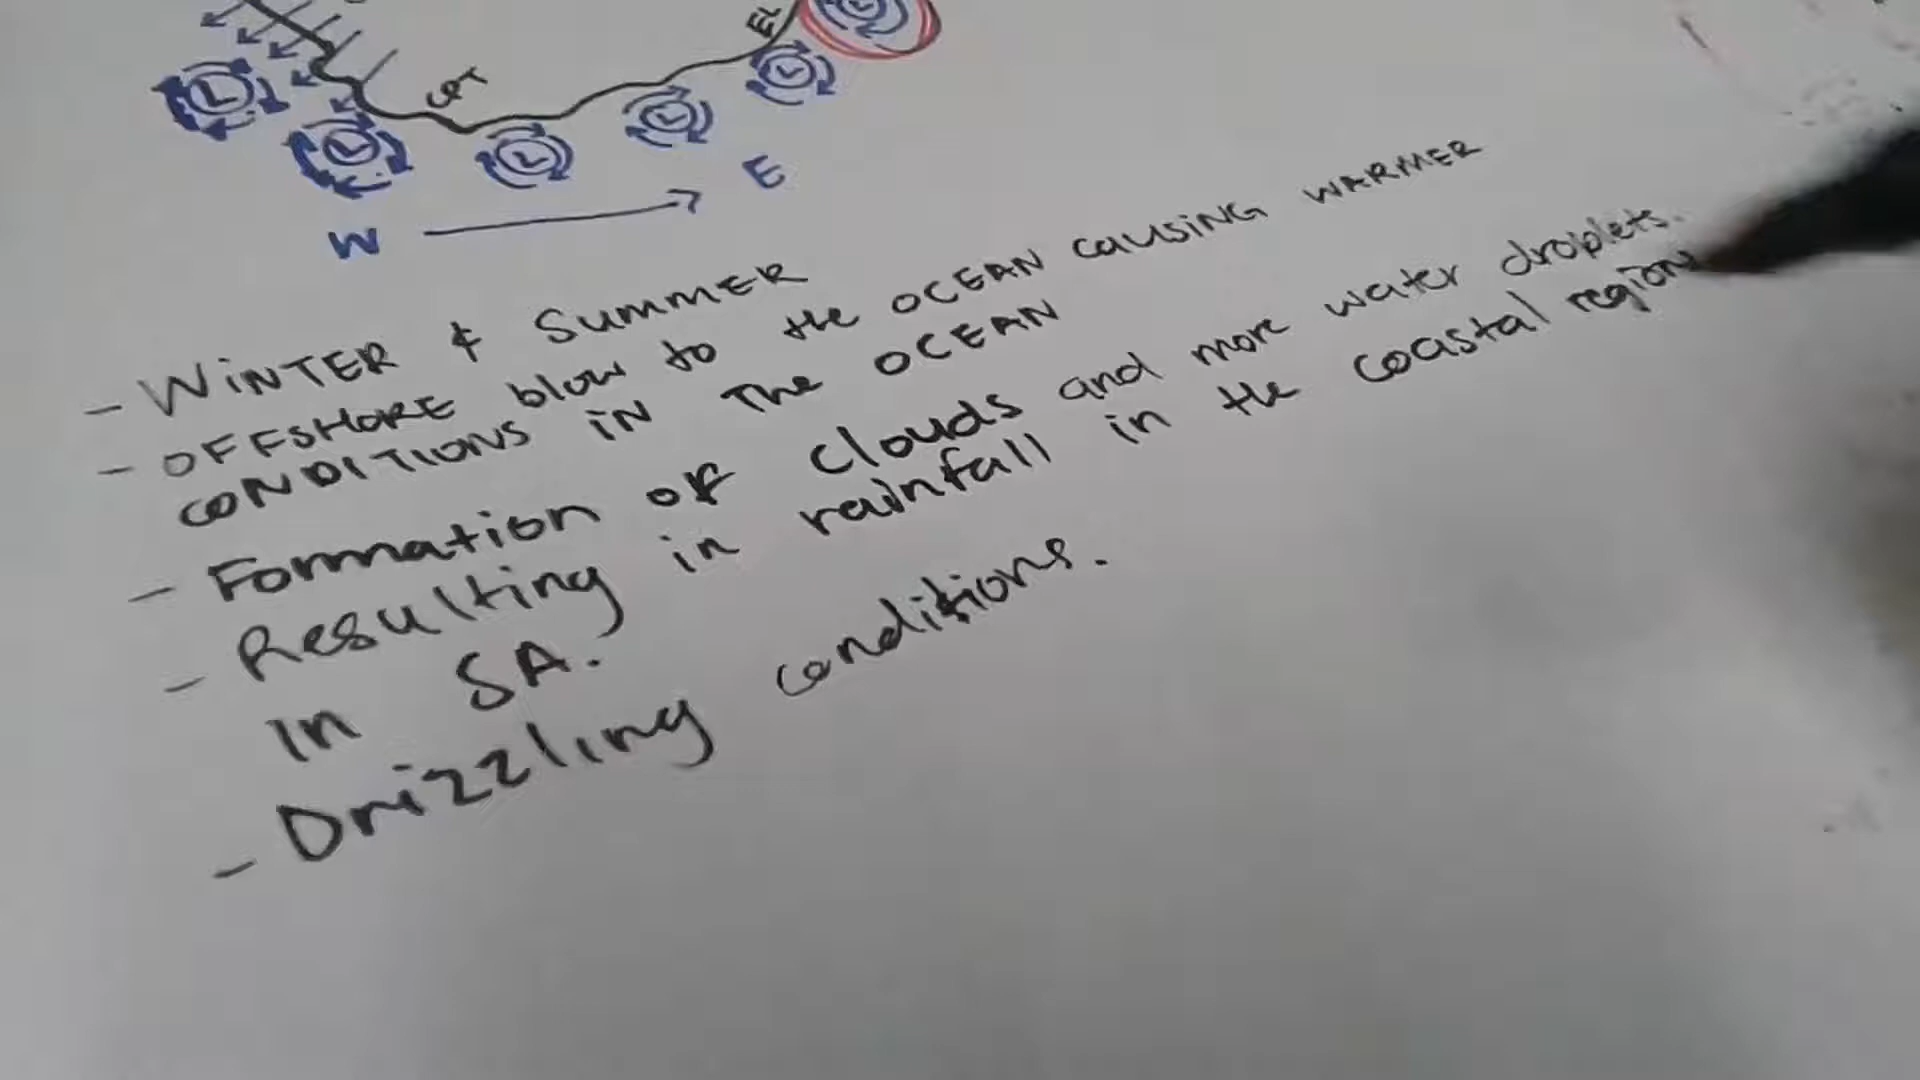 EL
L
L
CPT
L
L
L
L
W
E
- WINTER & SUMMER
- OFFSHORE blow to the OCEAN causing WARMER
CONDITIONS iN The OCEAN
- Formation of clouds and more water droplets.
- Resulting in rainfall in the coastal region
in SA.
- Drizzling conditions.